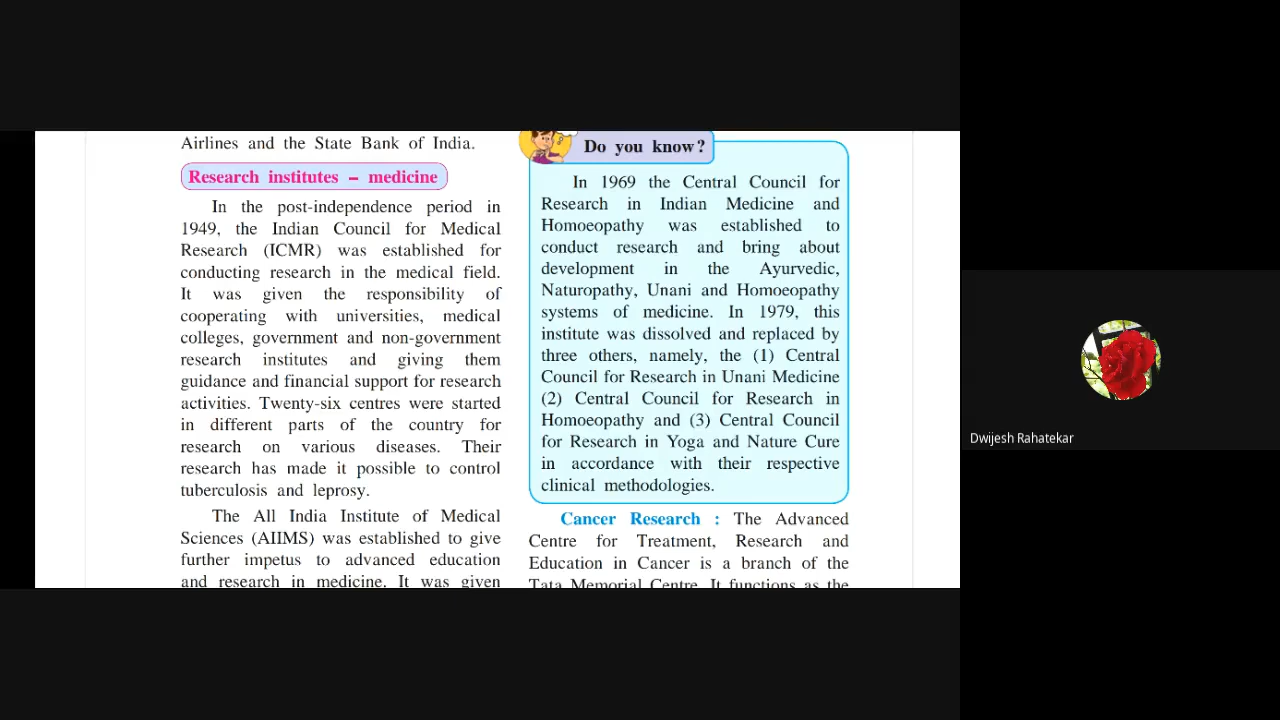 Airlines and the State Bank of India.
Research institutes – medicine
In the post-independence period in
1949, the Indian Council for Medical
Research (ICMR) was established for
conducting research in the medical field.
It was given the responsibility of
cooperating with universities, medical
colleges, government and non-government
research institutes and giving them
guidance and financial support for research
activities. Twenty-six centres were started
in different parts of the country for
research on various diseases. Their
research has made it possible to control
tuberculosis and leprosy.
The All India Institute of Medical
Sciences (AIIMS) was established to give
further impetus to advanced education
and research in medicine. It was given
Do you know?
In 1969 the Central Council for
Research in Indian Medicine and
Homoeopathy was established to
conduct research and bring about
development in the Ayurvedic,
Naturopathy, Unani and Homoeopathy
systems of medicine. In 1979, this
institute was dissolved and replaced by
three others, namely, the (1) Central
Council for Research in Unani Medicine
(2) Central Council for Research in
Homoeopathy and (3) Central Council
for Research in Yoga and Nature Cure
in accordance with their respective
clinical methodologies.
Cancer Research : The Advanced
Centre for Treatment, Research and
Education in Cancer is a branch of the
Tata Memorial Centre. It functions as the
Dwijesh Rahatekar